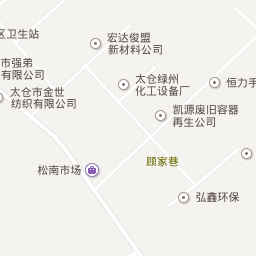 区卫生站
宏达俊盟
新材料公司
市强弟
有限公司
太仓绿州
化工设备厂
恒力手
太仓市金世
纺织有限公司
凯源废旧容器
再生公司
顾家巷
松南市场
弘鑫环保